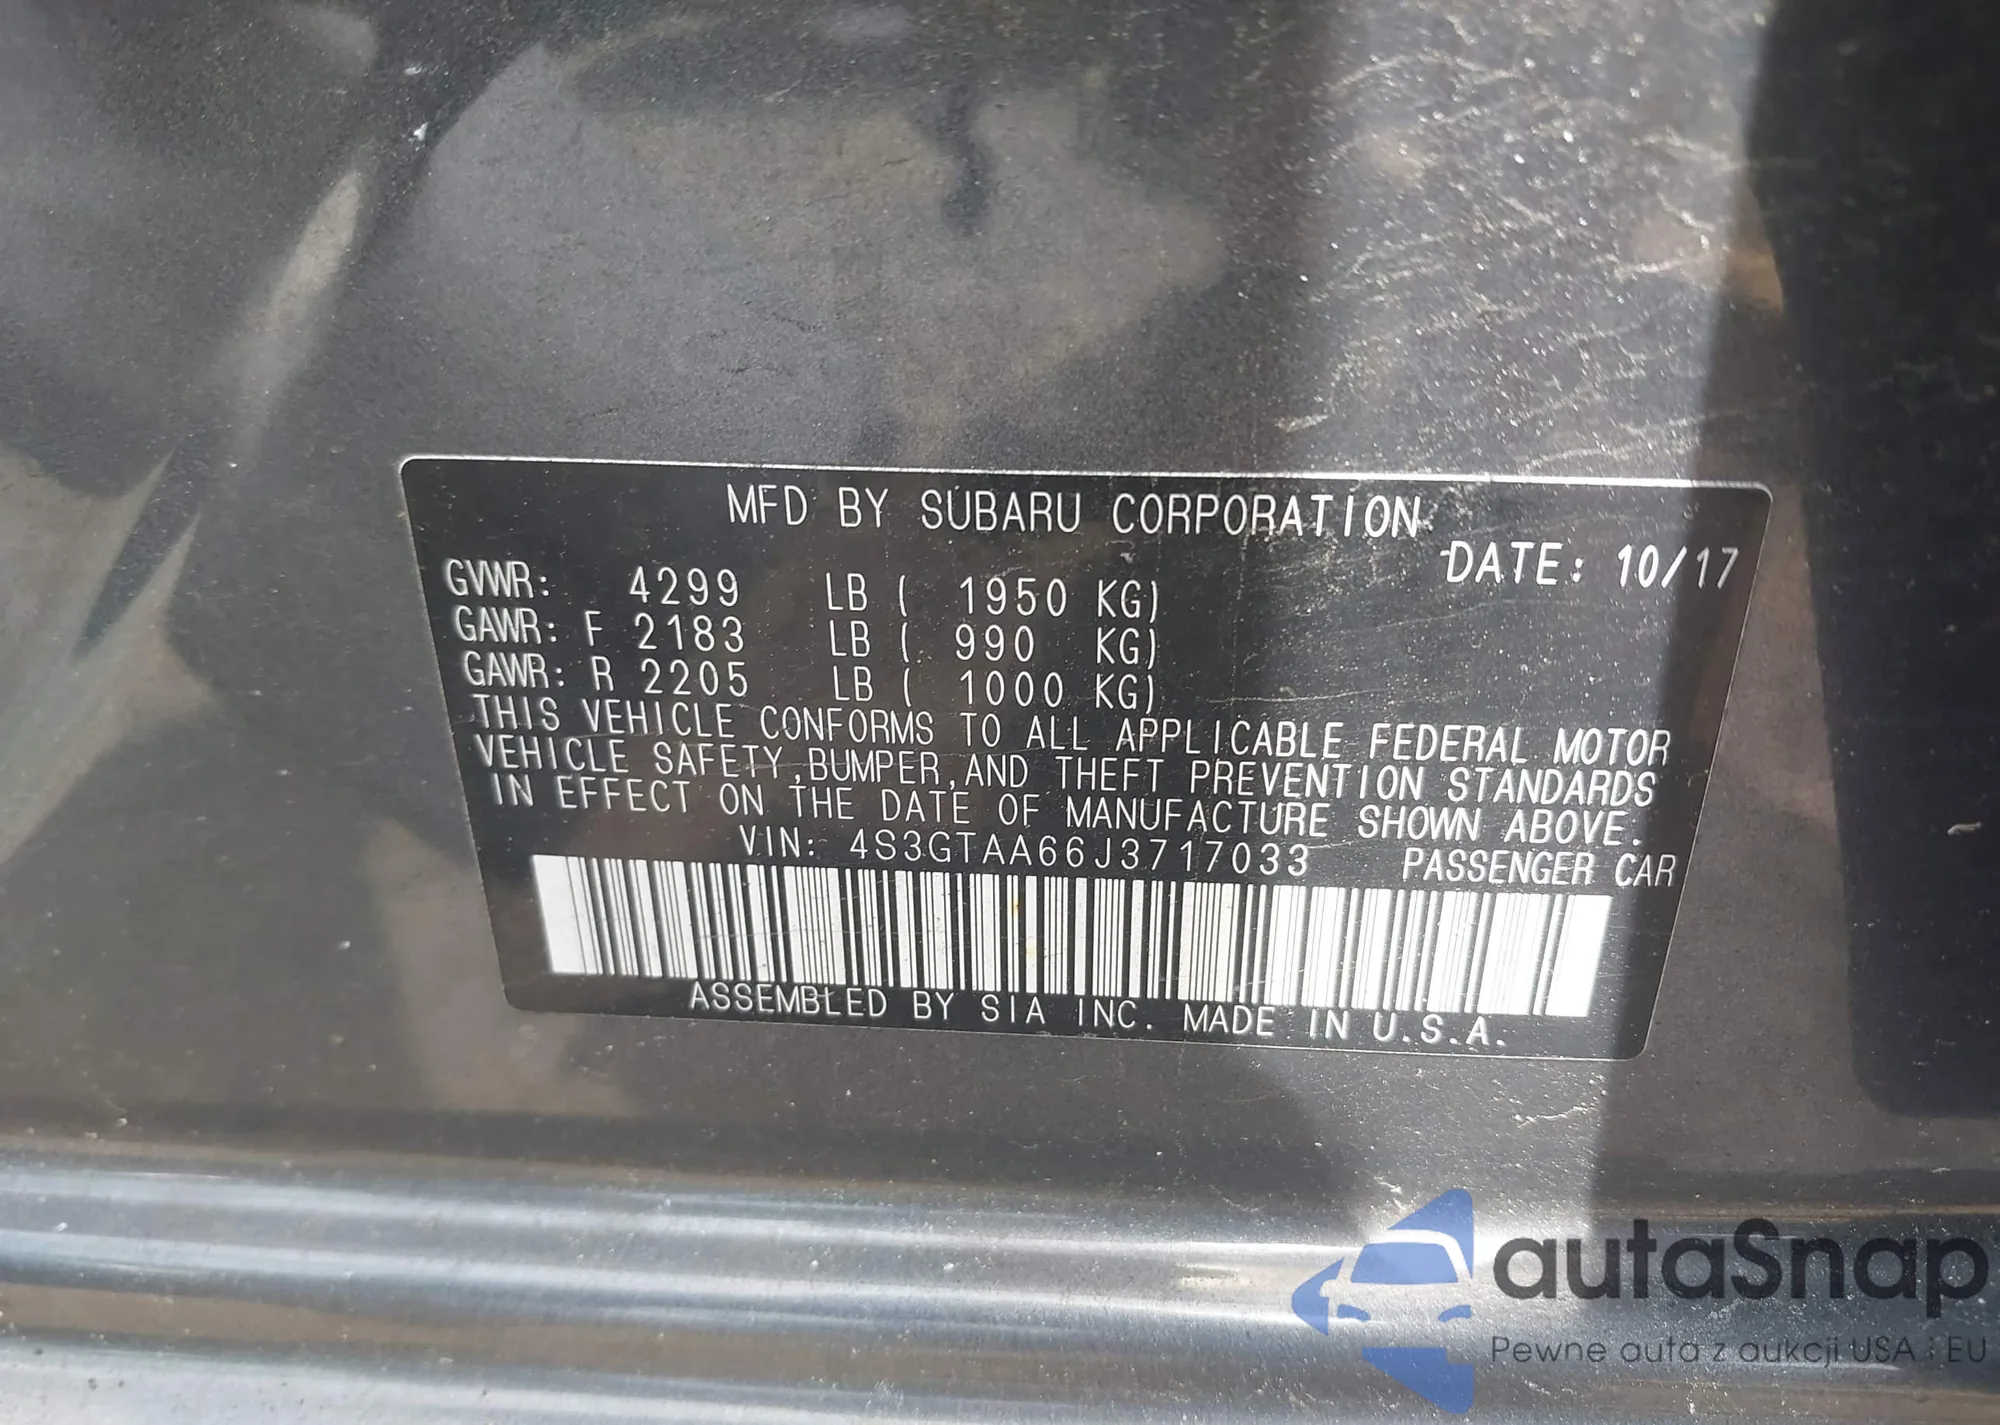 MFD BY SUBARU CORPORATION
DATE: 10/17
GVWR: 4299 LB ( 1950 KG)
GAWR: F 2183 LB ( 990 KG)
GAWR: R 2205 LB ( 1000 KG)
THIS VEHICLE CONFORMS TO ALL APPLICABLE FEDERAL MOTOR
VEHICLE SAFETY,BUMPER,AND THEFT PREVENTION STANDARDS
IN EFFECT ON THE DATE OF MANUFACTURE SHOWN ABOVE.
VIN: 4S3GTAA66J3717033 PASSENGER CAR
ASSEMBLED BY SIA INC. MADE IN U.S.A.
autaSnap
Pewne auta z aukcji USA i EU